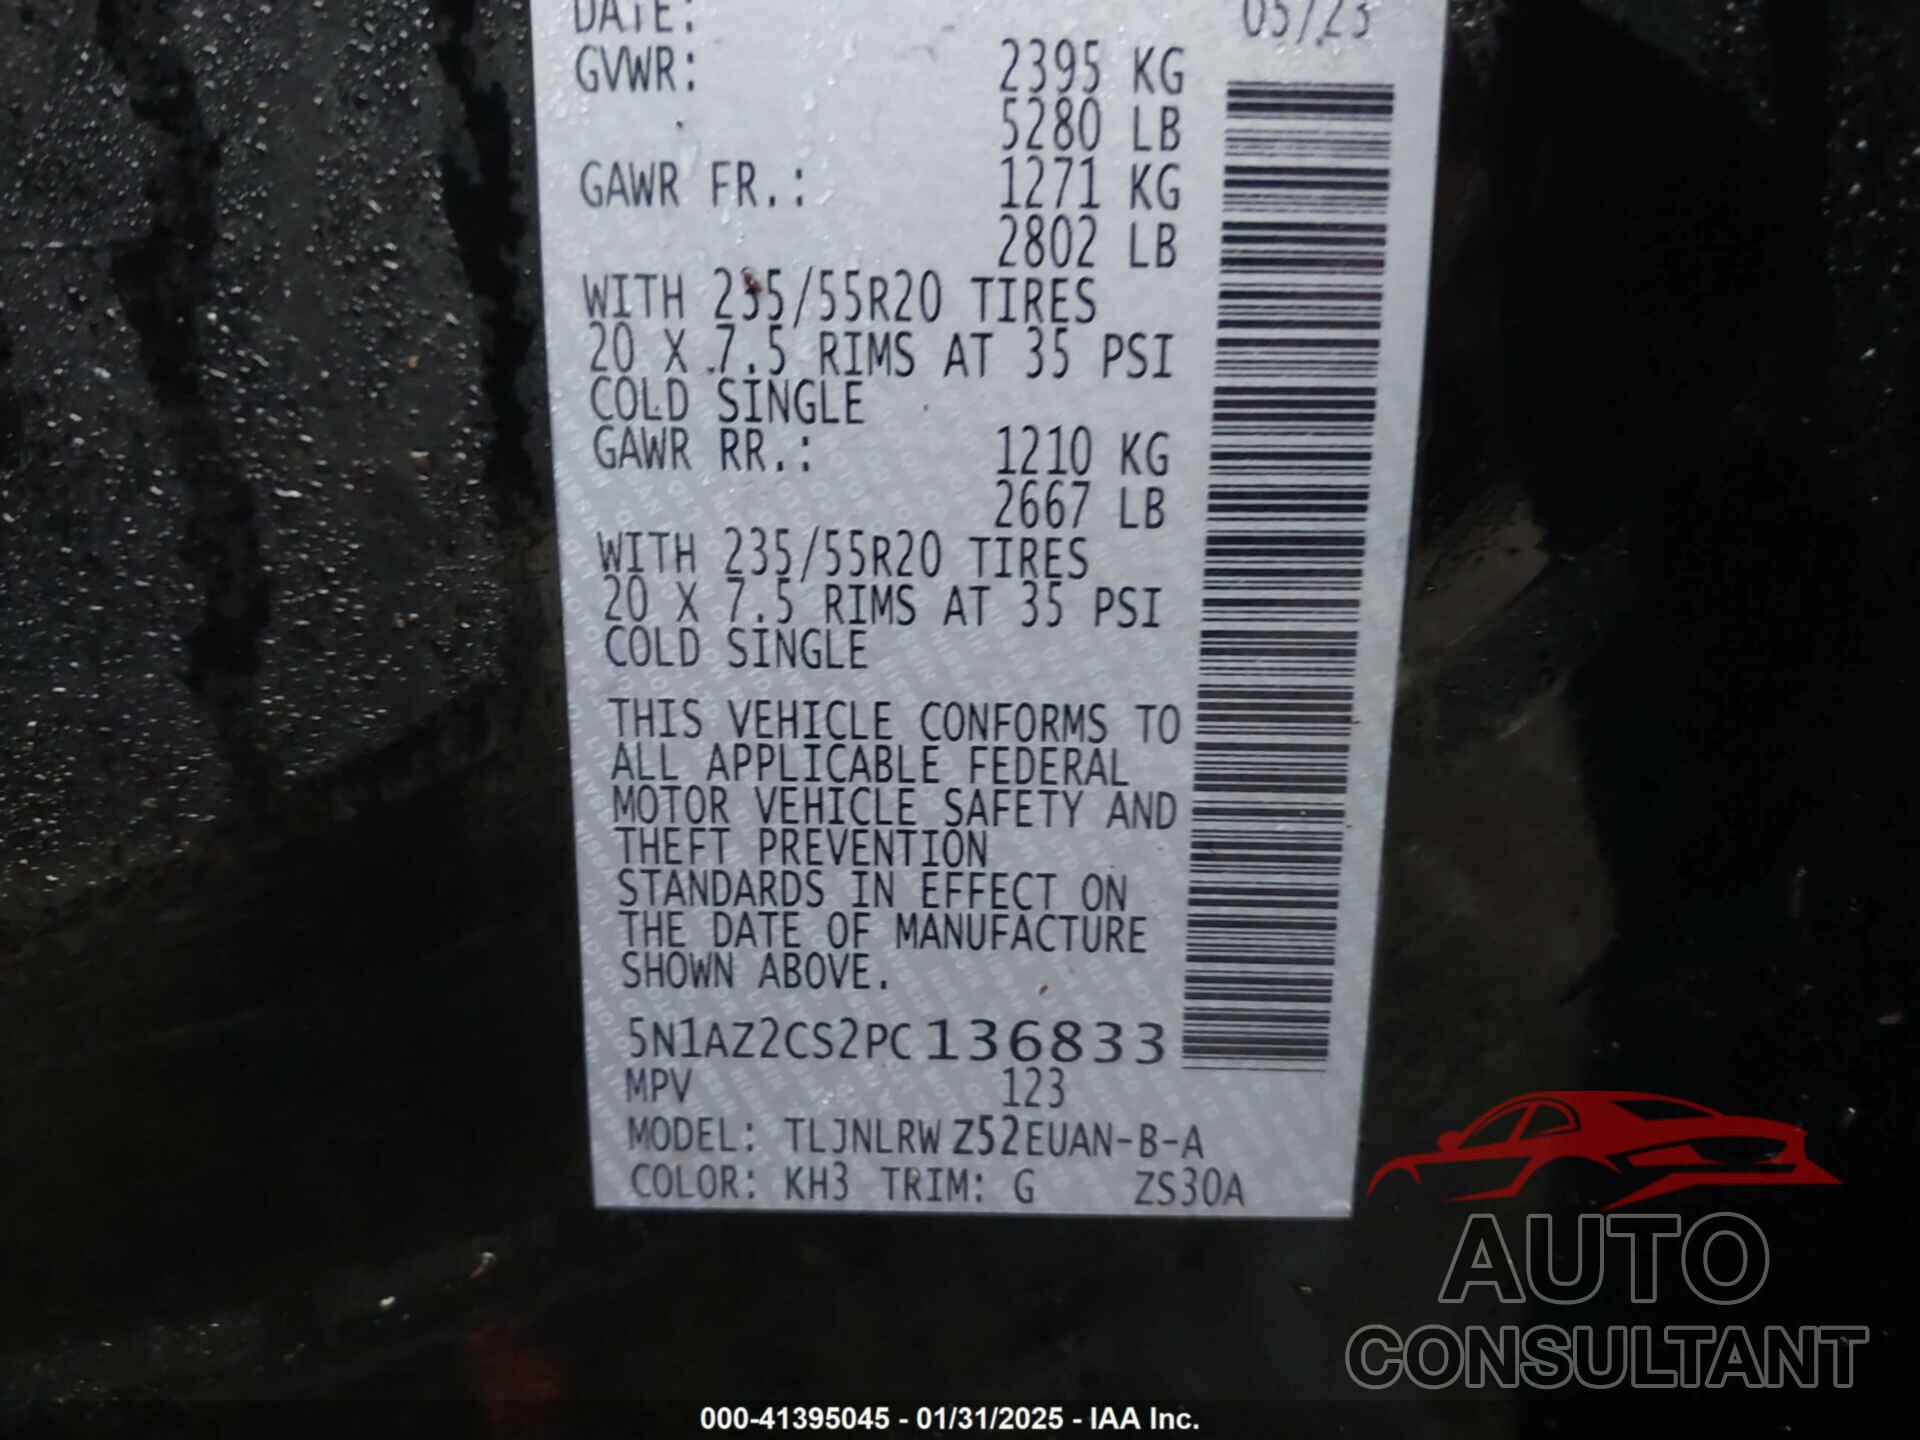 DATE: 05/23
GVWR: 2395 KG
5280 LB
GAWR FR.: 1271 KG
2802 LB
WITH 235/55R20 TIRES
20 X 7.5 RIMS AT 35 PSI
COLD SINGLE
GAWR RR.: 1210 KG
2667 LB
WITH 235/55R20 TIRES
20 X 7.5 RIMS AT 35 PSI
COLD SINGLE
THIS VEHICLE CONFORMS TO
ALL APPLICABLE FEDERAL
MOTOR VEHICLE SAFETY AND
THEFT PREVENTION
STANDARDS IN EFFECT ON
THE DATE OF MANUFACTURE
SHOWN ABOVE.
5N1AZ2CS2PC136833
MPV 123
MODEL: TLJNLRW Z52EUAN-B-A
COLOR: KH3 TRIM: G ZS30A
AUTO
CONSULTANT
000-41395045 - 01/31/2025 - IAA Inc.